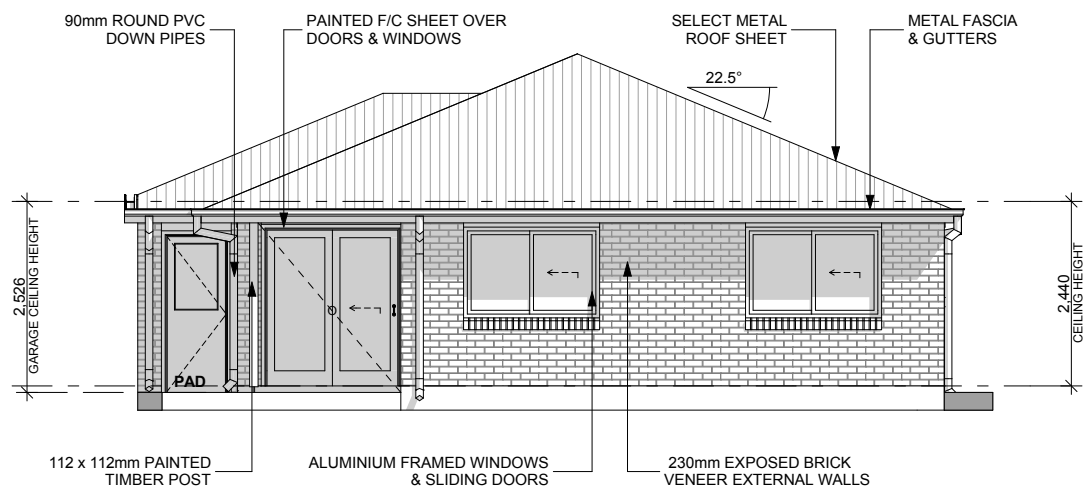 90mm ROUND PVC
DOWN PIPES
PAINTED F/C SHEET OVER
DOORS & WINDOWS
SELECT METAL
ROOF SHEET
METAL FASCIA
& GUTTERS
22.5°
2,526
GARAGE CEILING HEIGHT
2,440
CEILING HEIGHT
PAD
112 x 112mm PAINTED
TIMBER POST
ALUMINIUM FRAMED WINDOWS
& SLIDING DOORS
230mm EXPOSED BRICK
VENEER EXTERNAL WALLS